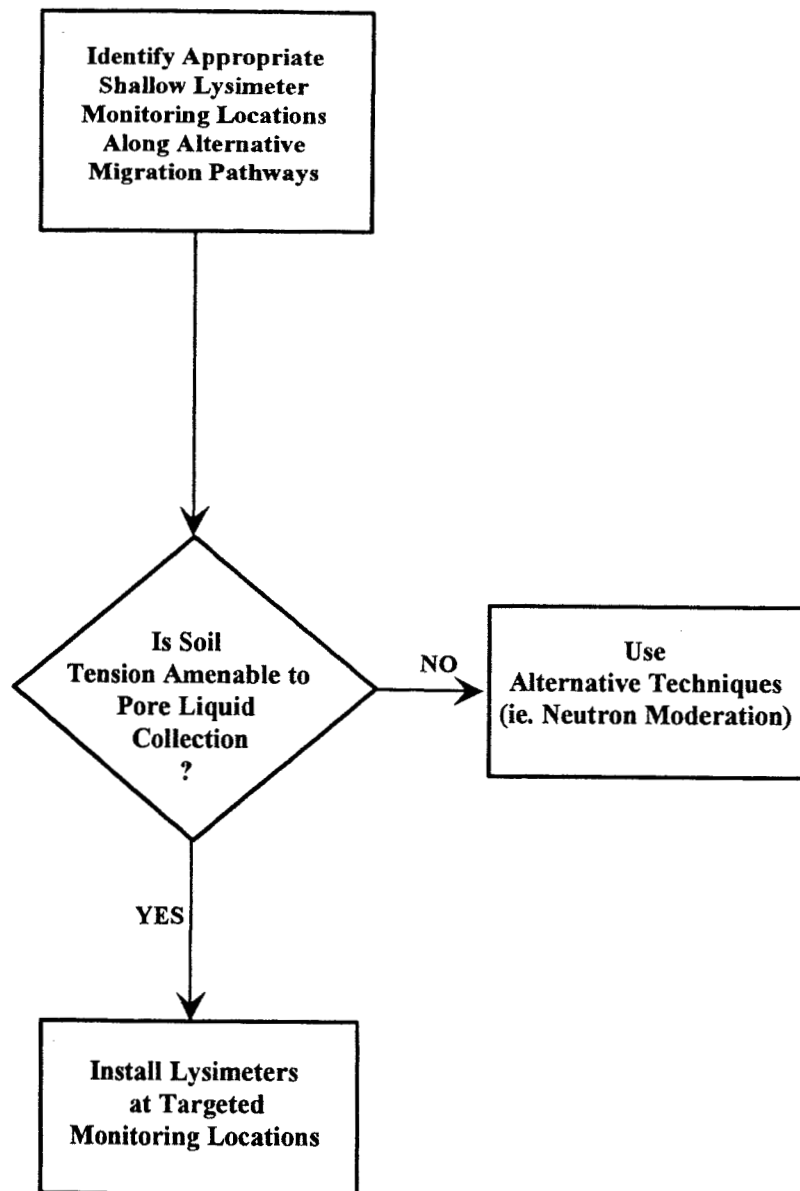 Identify Appropriate
Shallow Lysimeter
Monitoring Locations
Along Alternative
Migration Pathways
Is Soil
Tension Amenable to
Pore Liquid
Collection
?
NO
Use
Alternative Techniques
(ie. Neutron Moderation)
YES
Install Lysimeters
at Targeted
Monitoring Locations